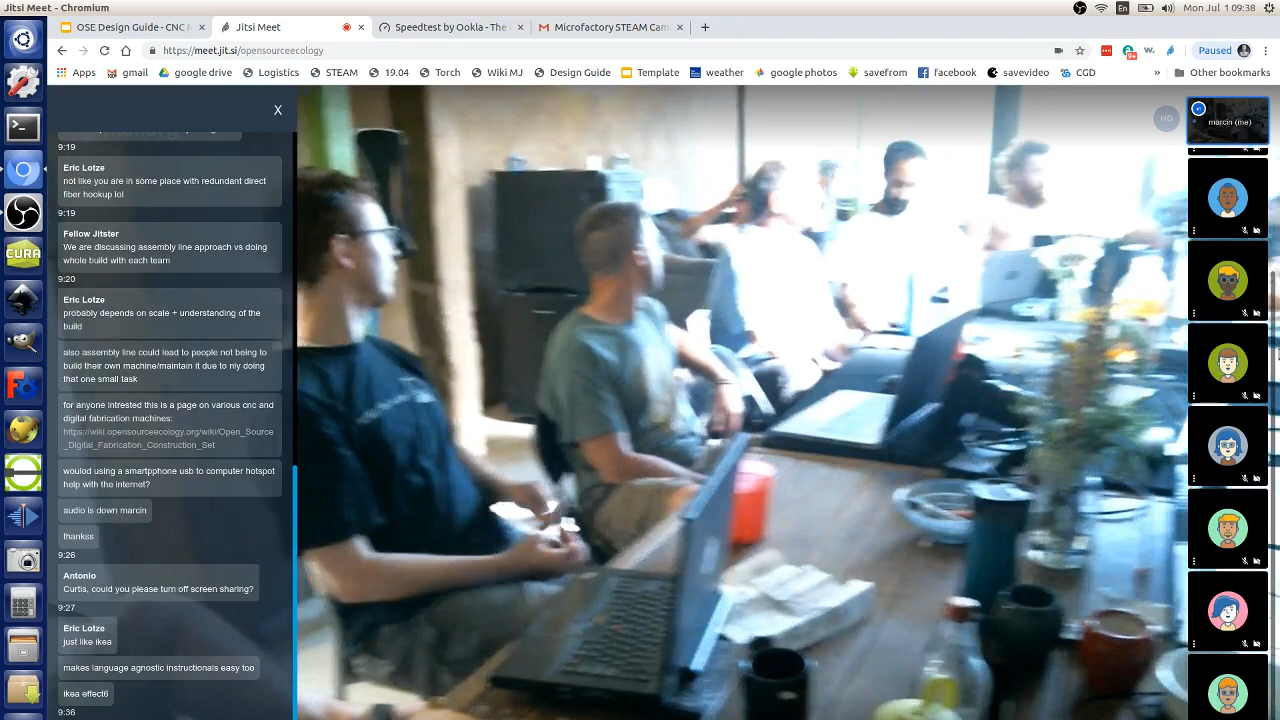 Jitsi Meet - Chromium
En
Mon Jul 1 09:38
OSE Design Guide - CNC M
Jitsi Meet
Speedtest by Ookla - The
Microfactory STEAM Cam
https://meet.jit.si/opensourceecology
9+
w.
Paused
Apps
gmail
google drive
Logistics
STEAM
19.04
Torch
Wiki MJ
Design Guide
Template
weather
google photos
savefrom
facebook
savevideo
CGD
»
Other bookmarks
X
HD
marcin (me)
9:19
Eric Lotze
not like you are in some place with redundant direct
fiber hookup lol
9:19
Fellow Jitster
We are discussing assembly line approach vs doing
whole build with each team
9:20
Eric Lotze
probably depends on scale + understanding of the
build
also assembly line could lead to people not being to
build their own machine/maintain it due to nly doing
that one small task
for anyone intrested this is a page on various cnc and
digital fabrication machines:
https://wiki.opensourceecology.org/wiki/Open_Source
_Digital_Fabrication_Construction_Set
woulod using a smartpphone usb to computer hotspot
help with the internet?
audio is down marcin
thankss
9:26
Antonio
Curtis, could you please turn off screen sharing?
9:27
Eric Lotze
just like ikea
makes language agnostic instructionals easy too
ikea effect6
9:36
CURA